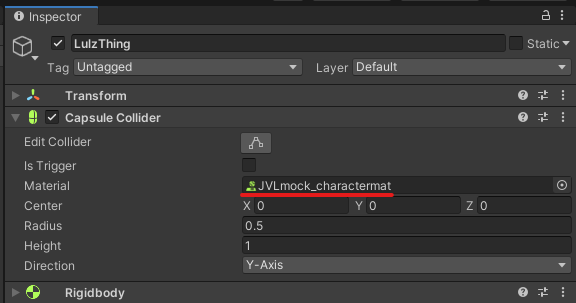 Inspector
LulzThing
Static
Tag Untagged Layer Default
Transform
Capsule Collider
Edit Collider
Is Trigger
Material JVLmock_charactermat
Center X 0 Y 0 Z 0
Radius 0.5
Height 1
Direction Y-Axis
Rigidbody